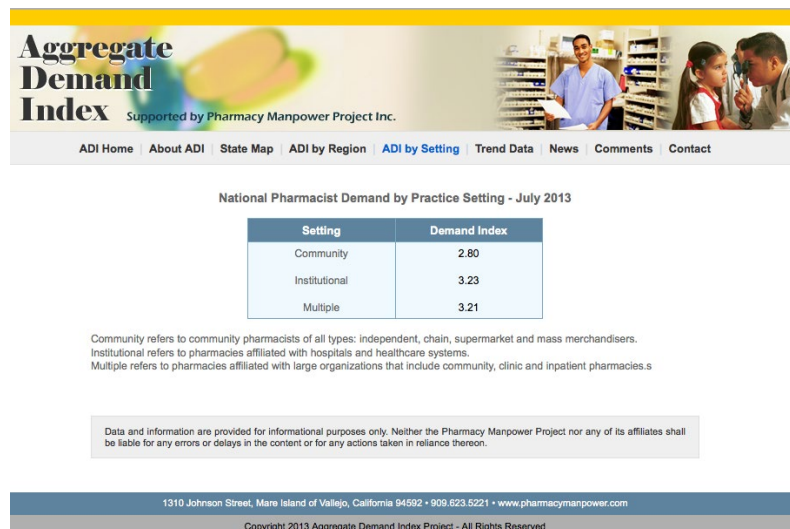 Aggregate
Demand
Index Supported by Pharmacy Manpower Project Inc.
ADI Home | About ADI | State Map | ADI by Region | ADI by Setting | Trend Data | News | Comments | Contact
National Pharmacist Demand by Practice Setting - July 2013
Setting Demand Index
Community 2.80
Institutional 3.23
Multiple 3.21
Community refers to community pharmacists of all types: independent, chain, supermarket and mass merchandisers.
Institutional refers to pharmacies affiliated with hospitals and healthcare systems.
Multiple refers to pharmacies affiliated with large organizations that include community, clinic and inpatient pharmacies.s
Data and information are provided for informational purposes only. Neither the Pharmacy Manpower Project nor any of its affiliates shall
be liable for any errors or delays in the content or for any actions taken in reliance thereon.
1310 Johnson Street, Mare Island of Vallejo, California 94592 • 909.623.5221 • www.pharmacymanpower.com
Copyright 2013 Aggregate Demand Index Project - All Rights Reserved